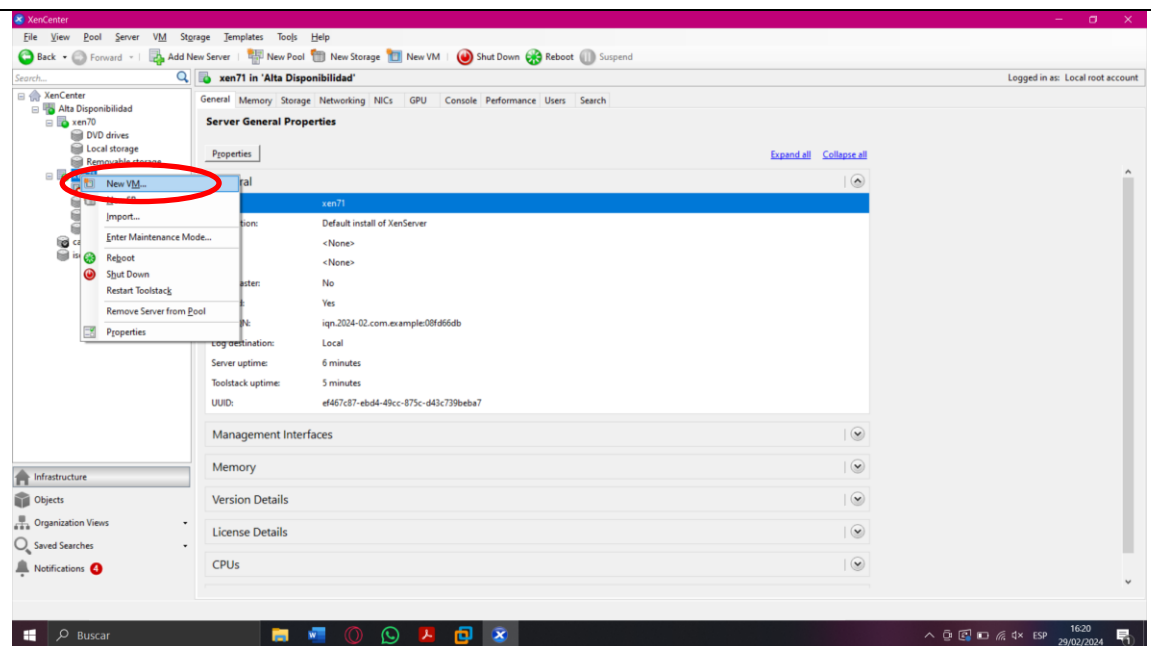 XenCenter
File View Pool Server VM Storage Templates Tools Help
Back Forward Add New Server New Pool New Storage New VM Shut Down Reboot Suspend
Search...
xen71 in 'Alta Disponibilidad'
Logged in as: Local root account
XenCenter
Alta Disponibilidad
xen70
DVD drives
Local storage
Removable storage
New VM...
Import...
Enter Maintenance Mode...
Reboot
Shut Down
Restart Toolstack
Remove Server from Pool
Properties
Infrastructure
Objects
Organization Views
Saved Searches
Notifications 4
General Memory Storage Networking NICs GPU Console Performance Users Search
Server General Properties
Properties
Expand all Collapse all
ral
xen71
tion: Default install of XenServer
<None>
<None>
aster: No
Yes
iqn.2024-02.com.example:08fd66db
Log destination: Local
Server uptime: 6 minutes
Toolstack uptime: 5 minutes
UUID: ef467c87-ebd4-49cc-875c-d43c739beba7
Management Interfaces
Memory
Version Details
License Details
CPUs
Buscar
ESP
16:20
29/02/2024